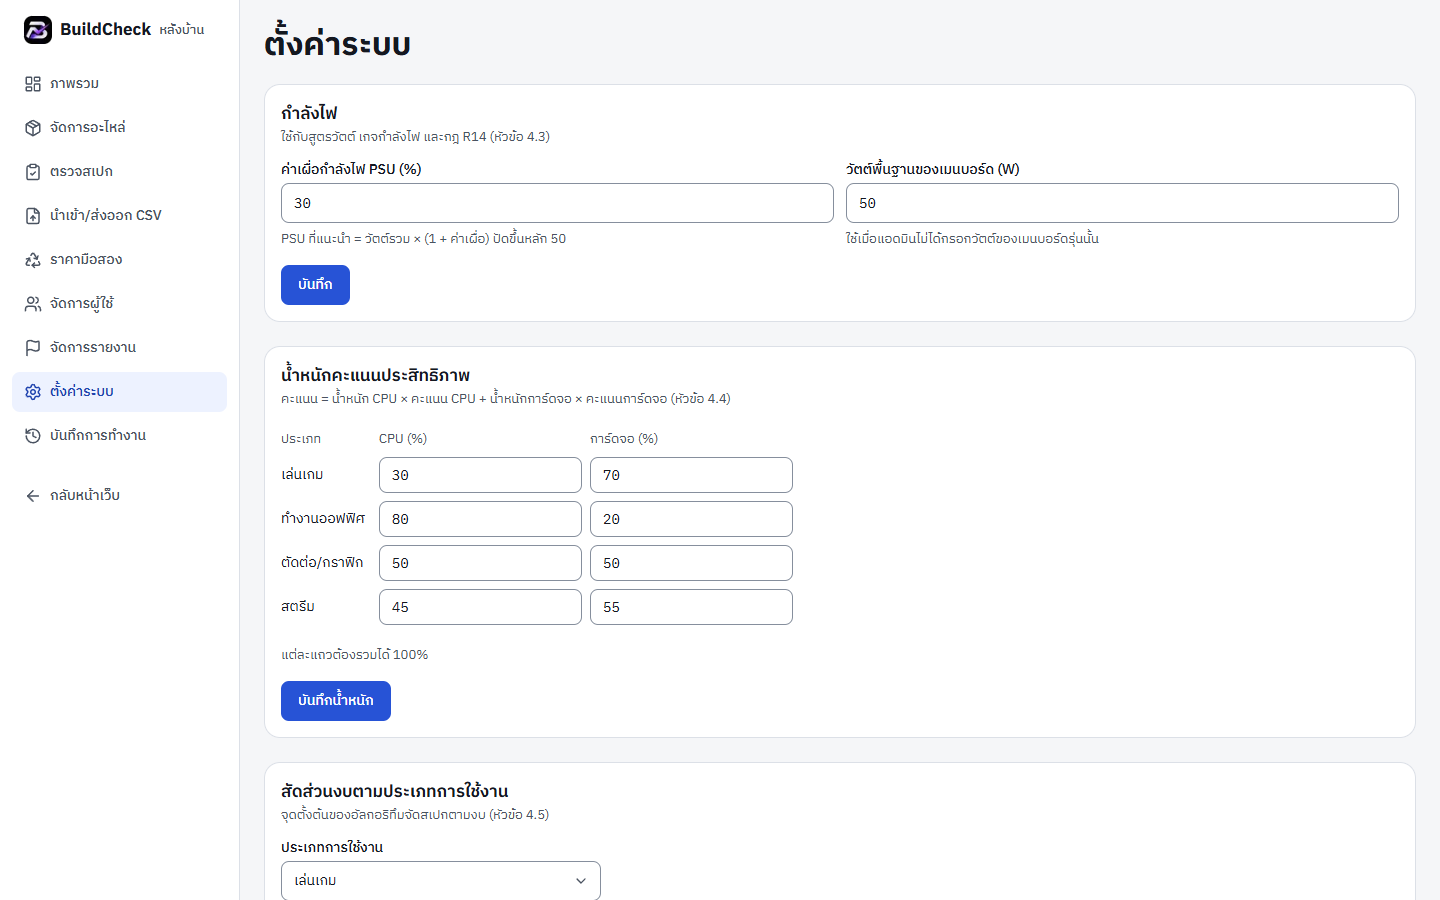 BuildCheck หลังบ้าน
ภาพรวม
จัดการอะไหล่
ตรวจสเปก
นำเข้า/ส่งออก CSV
ราคามือสอง
จัดการผู้ใช้
จัดการรายงาน
ตั้งค่าระบบ
บันทึกการทำงาน
กลับหน้าเว็บ
ตั้งค่าระบบ
กำลังไฟ
ใช้กับสูตรวัตต์ เกจกำลังไฟ และกฎ R14 (หัวข้อ 4.3)
ค่าเผื่อกำลังไฟ PSU (%)
วัตต์พื้นฐานของเมนบอร์ด (W)
30
50
PSU ที่แนะนำ = วัตต์รวม × (1 + ค่าเผื่อ) ปัดขึ้นหลัก 50
ใช้เมื่อแอดมินไม่ได้กรอกวัตต์ของเมนบอร์ดรุ่นนั้น
บันทึก
น้ำหนักคะแนนประสิทธิภาพ
คะแนน = น้ำหนัก CPU × คะแนน CPU + น้ำหนักการ์ดจอ × คะแนนการ์ดจอ (หัวข้อ 4.4)
ประเภท CPU (%) การ์ดจอ (%)
เล่นเกม 30 70
ทำงานออฟฟิศ 80 20
ตัดต่อ/กราฟิก 50 50
สตรีม 45 55
แต่ละแถวต้องรวมได้ 100%
บันทึกน้ำหนัก
สัดส่วนงบตามประเภทการใช้งาน
จุดตั้งต้นของอัลกอริทึมจัดสเปกตามงบ (หัวข้อ 4.5)
ประเภทการใช้งาน
เล่นเกม